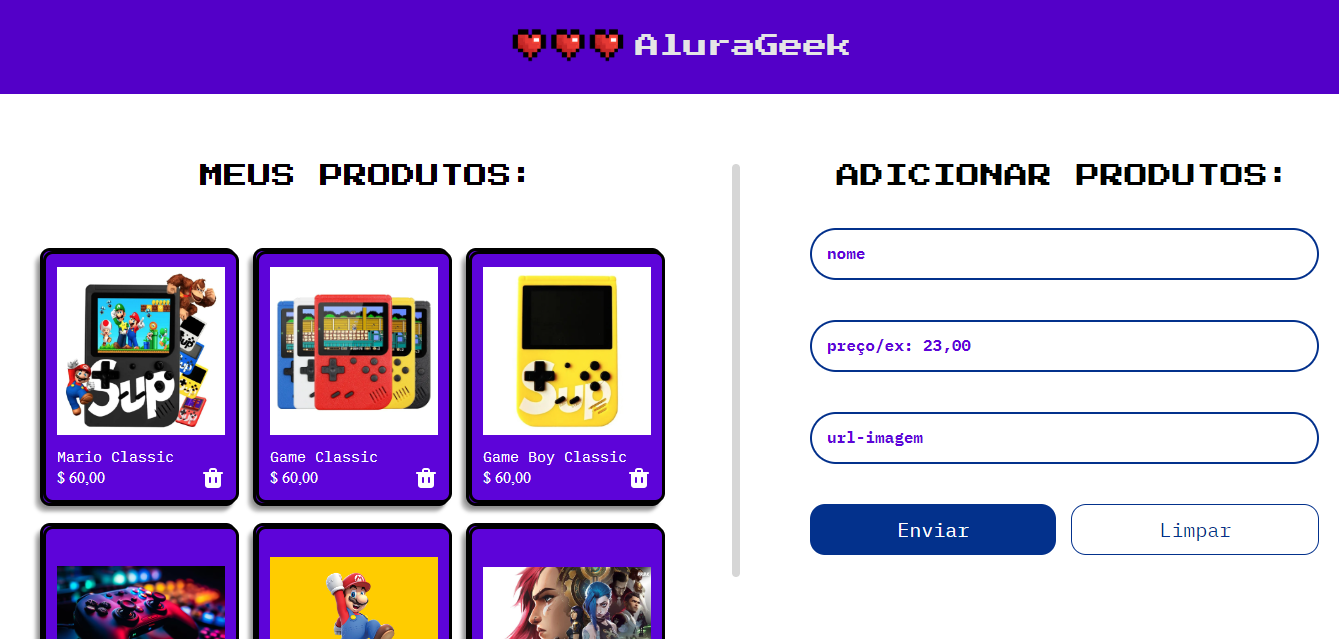 AluraGeek
MEUS PRODUTOS:
Sup
Sup
Mario Classic
$ 60,00
Game Classic
$ 60,00
Sup
Game Boy Classic
$ 60,00
ADICIONAR PRODUTOS:
nome
preço/ex: 23,00
url-imagem
Enviar
Limpar